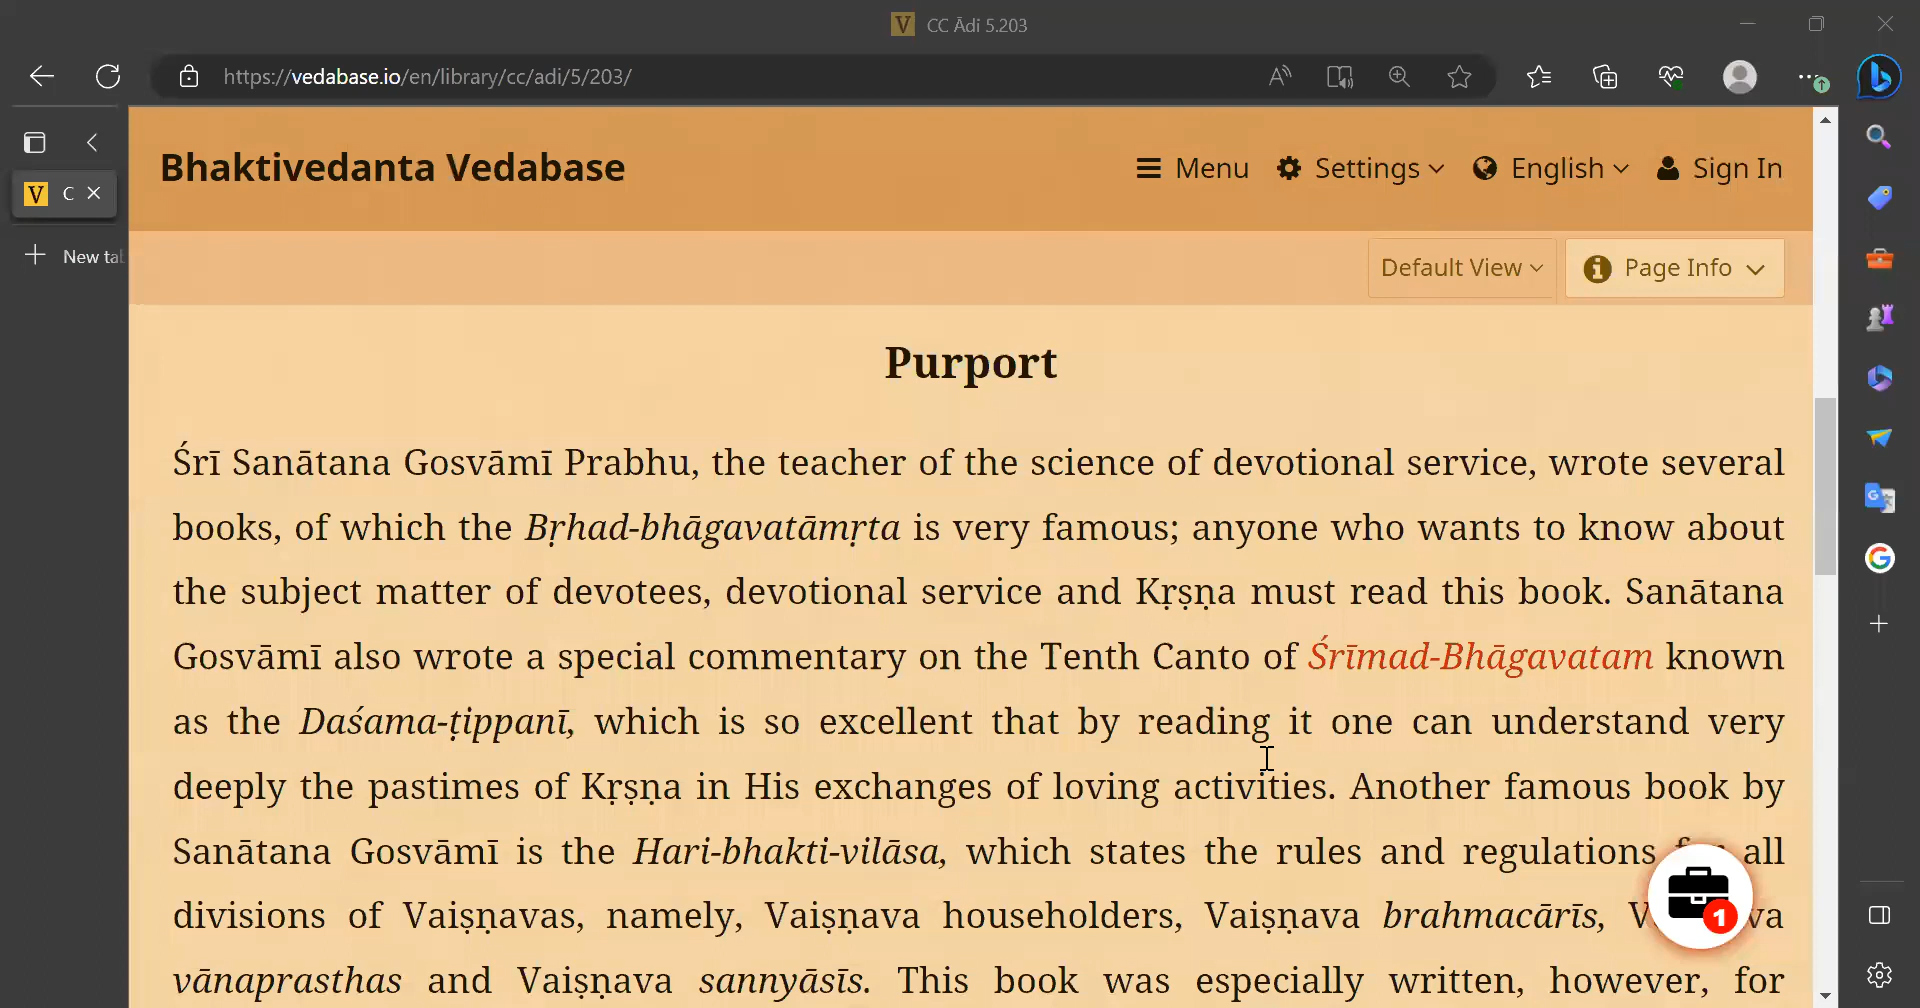 CC Ādi 5.203
https://vedabase.io/en/library/cc/adi/5/203/
C
New tal
Bhaktivedanta Vedabase
Menu Settings English Sign In
Default View Page Info
Purport
Śrī Sanātana Gosvāmī Prabhu, the teacher of the science of devotional service, wrote several
books, of which the Bṛhad-bhāgavatāmṛta is very famous; anyone who wants to know about
the subject matter of devotees, devotional service and Kṛṣṇa must read this book. Sanātana
Gosvāmī also wrote a special commentary on the Tenth Canto of Śrīmad-Bhāgavatam known
as the Daśama-ṭippanī, which is so excellent that by reading it one can understand very
deeply the pastimes of Kṛṣṇa in His exchanges of loving activities. Another famous book by
Sanātana Gosvāmī is the Hari-bhakti-vilāsa, which states the rules and regulations for all
divisions of Vaiṣṇavas, namely, Vaiṣṇava householders, Vaiṣṇava brahmacārīs,
1
vānaprasthas and Vaiṣṇava sannyāsīs. This book was especially written, however, for